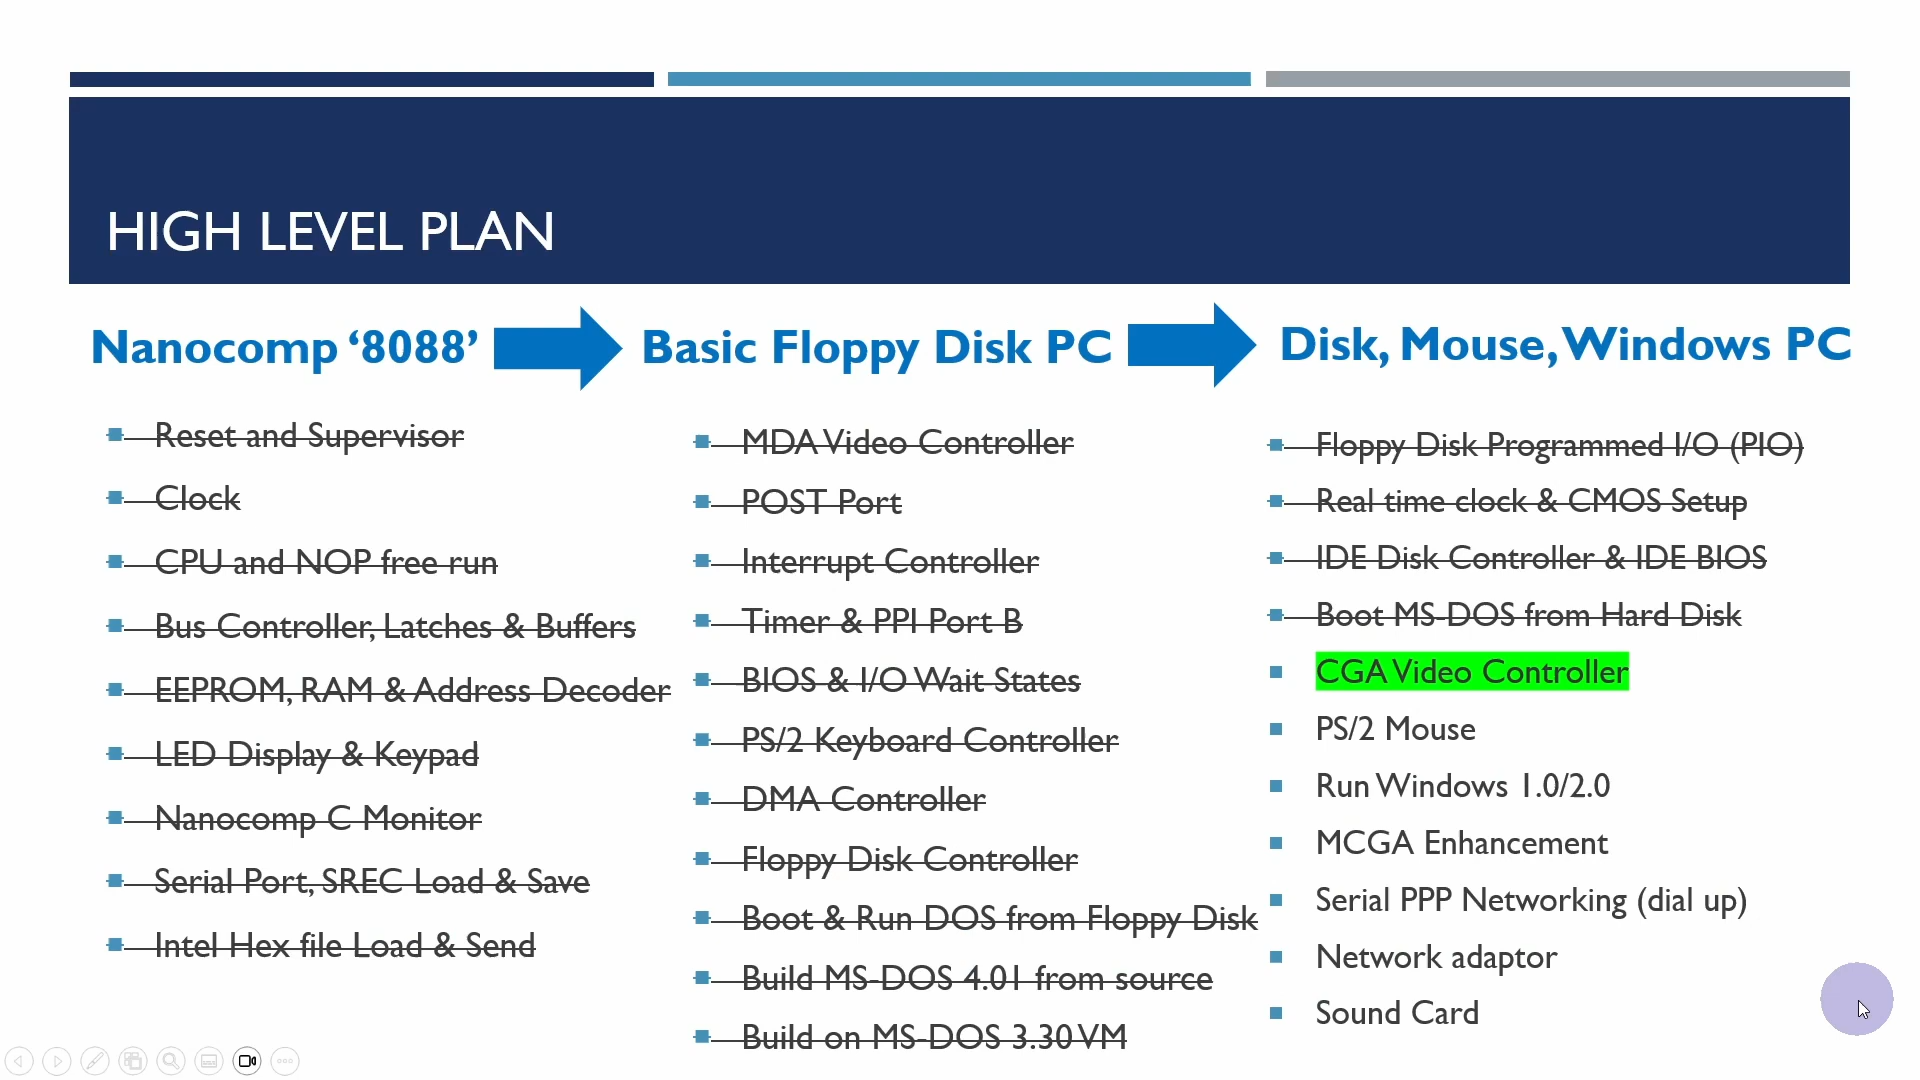 HIGH LEVEL PLAN
Nanocomp ‘8088’
Basic Floppy Disk PC
Disk, Mouse, Windows PC
Reset and Supervisor
Clock
CPU and NOP free run
Bus Controller, Latches & Buffers
EEPROM, RAM & Address Decoder
LED Display & Keypad
Nanocomp C Monitor
Serial Port, SREC Load & Save
Intel Hex file Load & Send
MDA Video Controller
POST Port
Interrupt Controller
Timer & PPI Port B
BIOS & I/O Wait States
PS/2 Keyboard Controller
DMA Controller
Floppy Disk Controller
Boot & Run DOS from Floppy Disk
Build MS-DOS 4.01 from source
Build on MS-DOS 3.30 VM
Floppy Disk Programmed I/O (PIO)
Real time clock & CMOS Setup
IDE Disk Controller & IDE BIOS
Boot MS-DOS from Hard Disk
CGA Video Controller
PS/2 Mouse
Run Windows 1.0/2.0
MCGA Enhancement
Serial PPP Networking (dial up)
Network adaptor
Sound Card